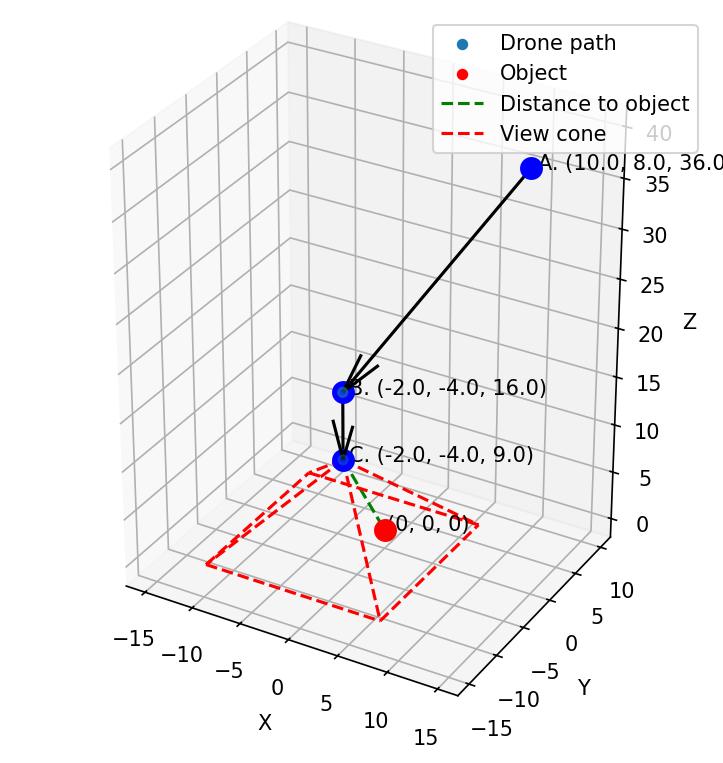 Drone path
Object
Distance to object
View cone
A. (10.0, 8.0, 36.0
B. (-2.0, -4.0, 16.0)
C. (-2.0, -4.0, 9.0)
(0, 0, 0)
40
35
30
25
20
15
10
5
0
Z
10
5
0
−5
−10
−15
Y
−15
−10
−5
0
5
10
15
X